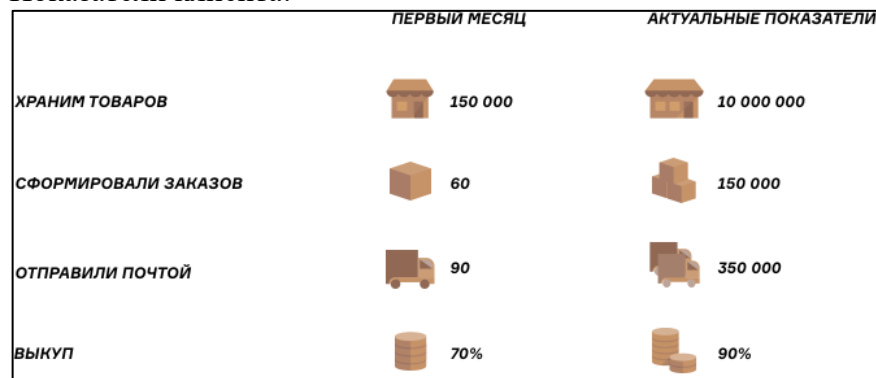 ПЕРВЫЙ МЕСЯЦ АКТУАЛЬНЫЕ ПОКАЗАТЕЛИ
ХРАНИМ ТОВАРОВ 150 000 10 000 000
СФОРМИРОВАЛИ ЗАКАЗОВ 60 150 000
ОТПРАВИЛИ ПОЧТОЙ 90 350 000
ВЫКУП 70% 90%